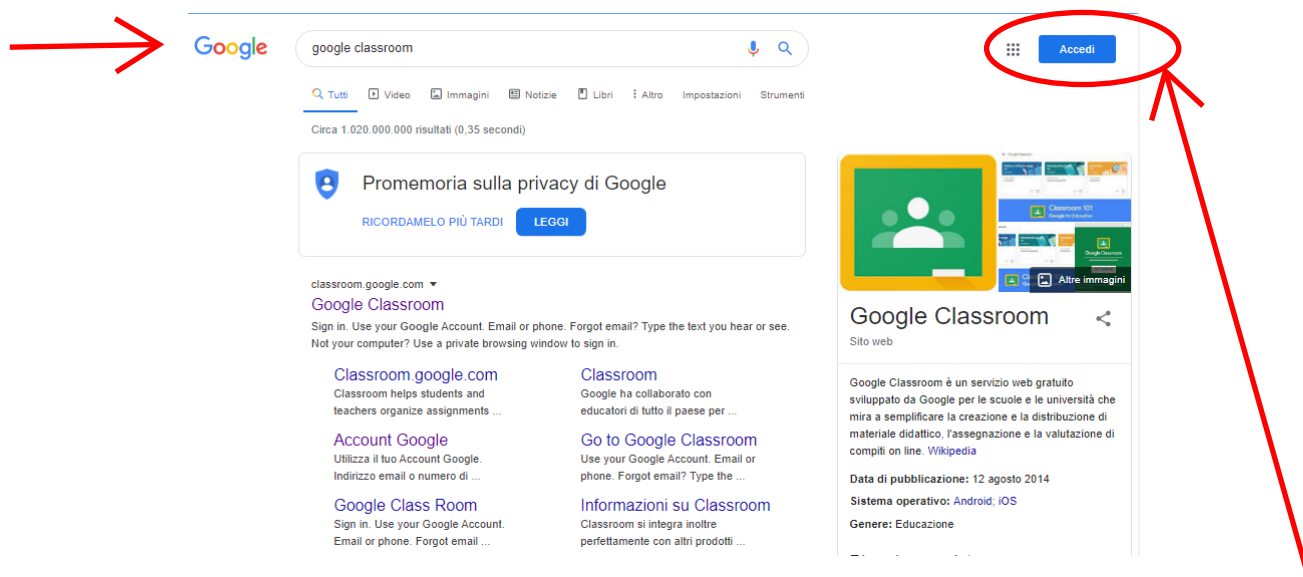 Google
google classroom
Accedi
Tutti Video Immagini Notizie Libri Altro Impostazioni Strumenti
Circa 1.020.000.000 risultati (0,35 secondi)
Promemoria sulla privacy di Google
RICORDAMELO PIÙ TARDI LEGGI
classroom.google.com
Google Classroom
Sign in. Use your Google Account. Email or phone. Forgot email? Type the text you hear or see.
Not your computer? Use a private browsing window to sign in.
Classroom.google.com
Classroom helps students and
teachers organize assignments ...
Classroom
Google ha collaborato con
educatori di tutto il paese per ...
Account Google
Utilizza il tuo Account Google.
Indirizzo email o numero di ...
Go to Google Classroom
Use your Google Account. Email or
phone. Forgot email? Type the ...
Google Class Room
Sign in. Use your Google Account.
Email or phone. Forgot email ...
Informazioni su Classroom
Classroom si integra inoltre
perfettamente con altri prodotti ...
Classroom 101
Google for Education
Google Classroom
Altre immagini
Google Classroom
Sito web
Google Classroom è un servizio web gratuito
sviluppato da Google per le scuole e le università che
mira a semplificare la creazione e la distribuzione di
materiale didattico, l'assegnazione e la valutazione di
compiti on line. Wikipedia
Data di pubblicazione: 12 agosto 2014
Sistema operativo: Android; iOS
Genere: Educazione